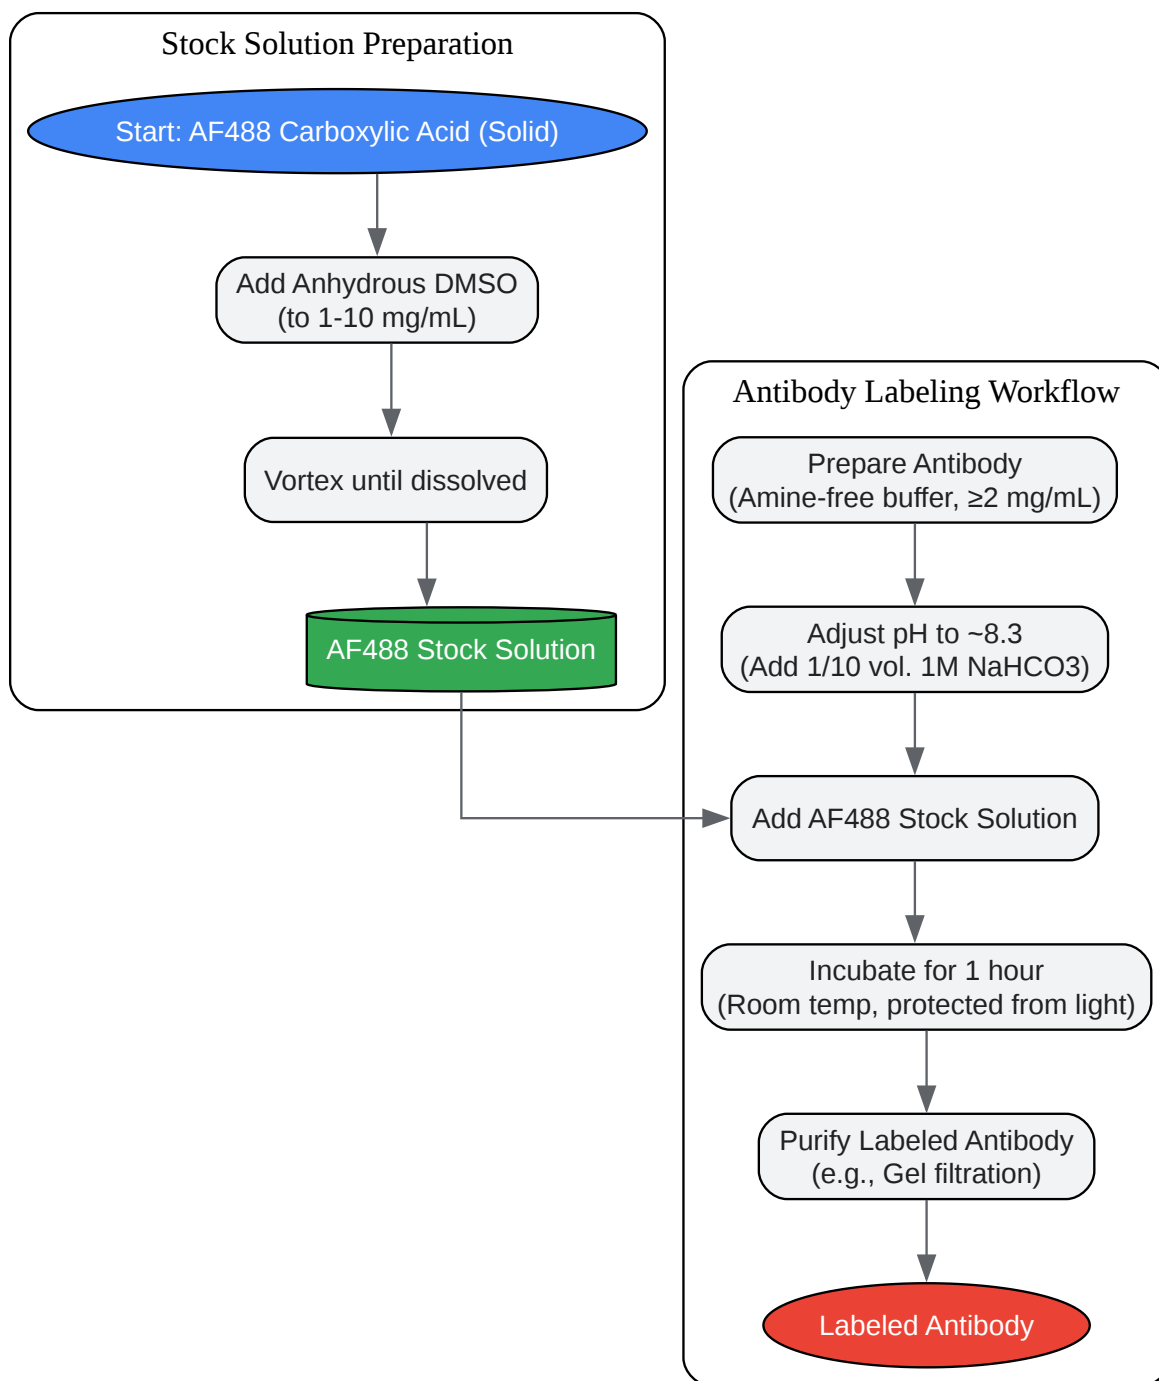 Stock Solution Preparation
Start: AF488 Carboxylic Acid (Solid)
Add Anhydrous DMSO
(to 1-10 mg/mL)
Vortex until dissolved
AF488 Stock Solution
Antibody Labeling Workflow
Prepare Antibody
(Amine-free buffer, ≥2 mg/mL)
Adjust pH to ~8.3
(Add 1/10 vol. 1M NaHCO3)
Add AF488 Stock Solution
Incubate for 1 hour
(Room temp, protected from light)
Purify Labeled Antibody
(e.g., Gel filtration)
Labeled Antibody